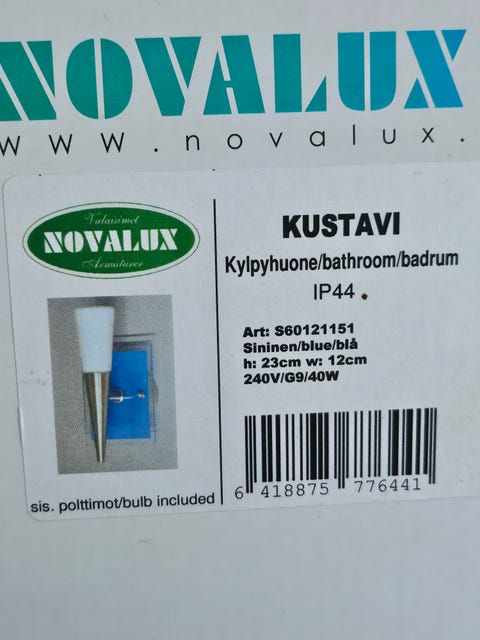 NOVALUX
www.novalux.
Valaisimet
NOVALUX
Armaturer
KUSTAVI
Kylpyhuone/bathroom/badrum
IP44
Art: S60121151
Sininen/blue/blå
h: 23cm w: 12cm
240V/G9/40W
6 418875 776441
sis. polttimot/bulb included